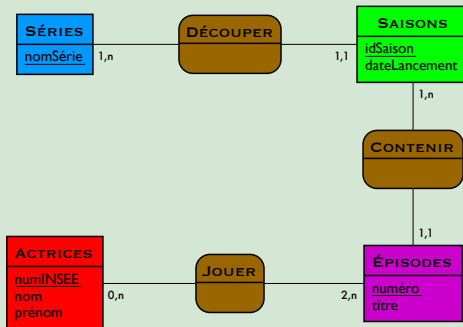 SÉRIES
nomSérie
1,n
DÉCOUPER
1,1
SAISONS
idSaison
dateLancement
1,n
CONTENIR
1,1
ACTRICES
numINSEE
nom
prénom
0,n
JOUER
2,n
ÉPISODES
numéro
titre